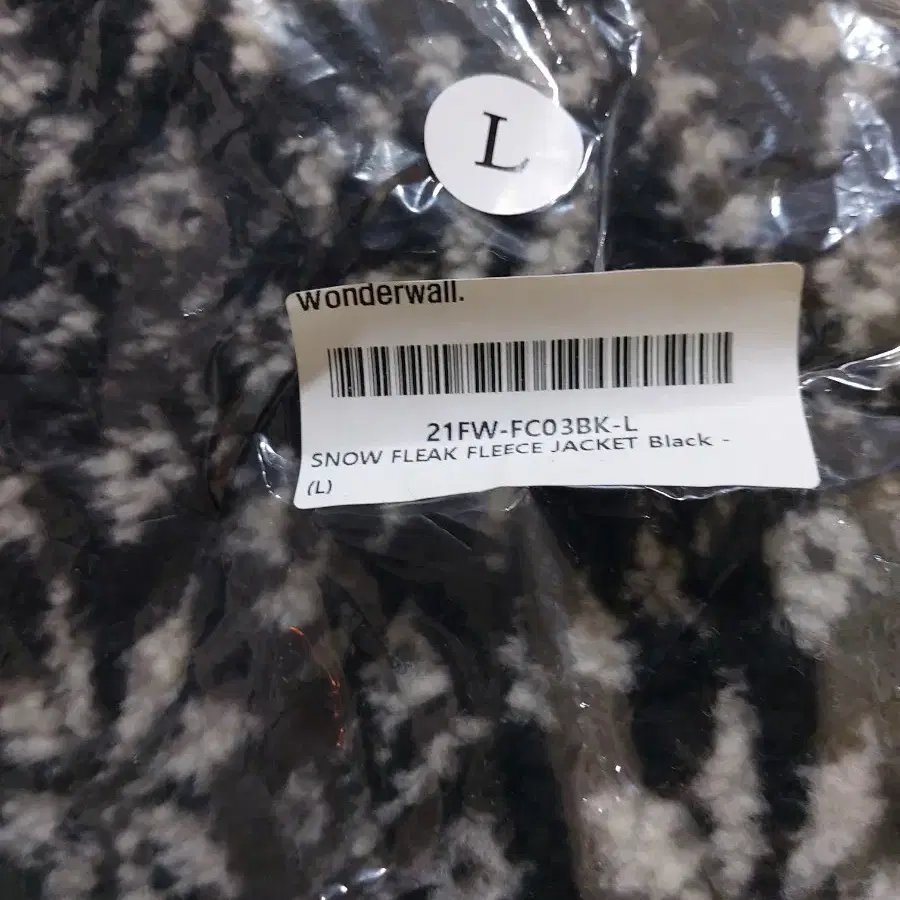 L
Wonderwall.
21FW-FC03BK-L
SNOW FLEAK FLEECE JACKET Black -
(L)